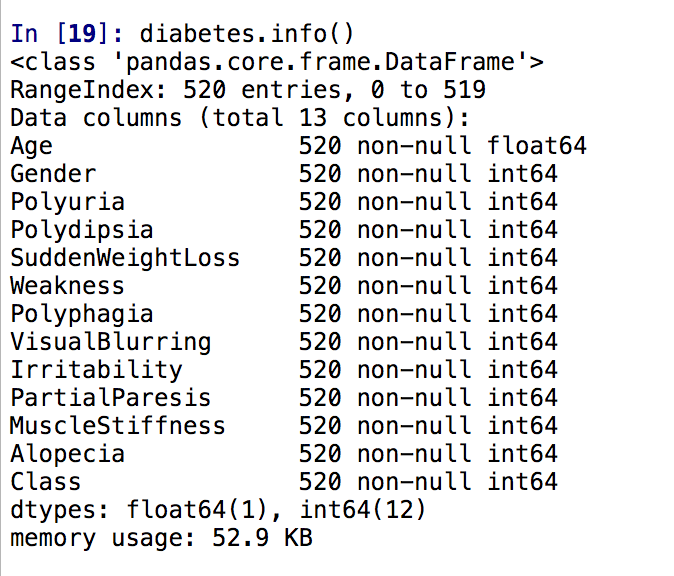 In [19]: diabetes.info()
<class 'pandas.core.frame.DataFrame'>
RangeIndex: 520 entries, 0 to 519
Data columns (total 13 columns):
Age                 520 non-null float64
Gender              520 non-null int64
Polyuria            520 non-null int64
Polydipsia          520 non-null int64
SuddenWeightLoss    520 non-null int64
Weakness            520 non-null int64
Polyphagia          520 non-null int64
VisualBlurring      520 non-null int64
Irritability        520 non-null int64
PartialParesis      520 non-null int64
MuscleStiffness     520 non-null int64
Alopecia            520 non-null int64
Class               520 non-null int64
dtypes: float64(1), int64(12)
memory usage: 52.9 KB